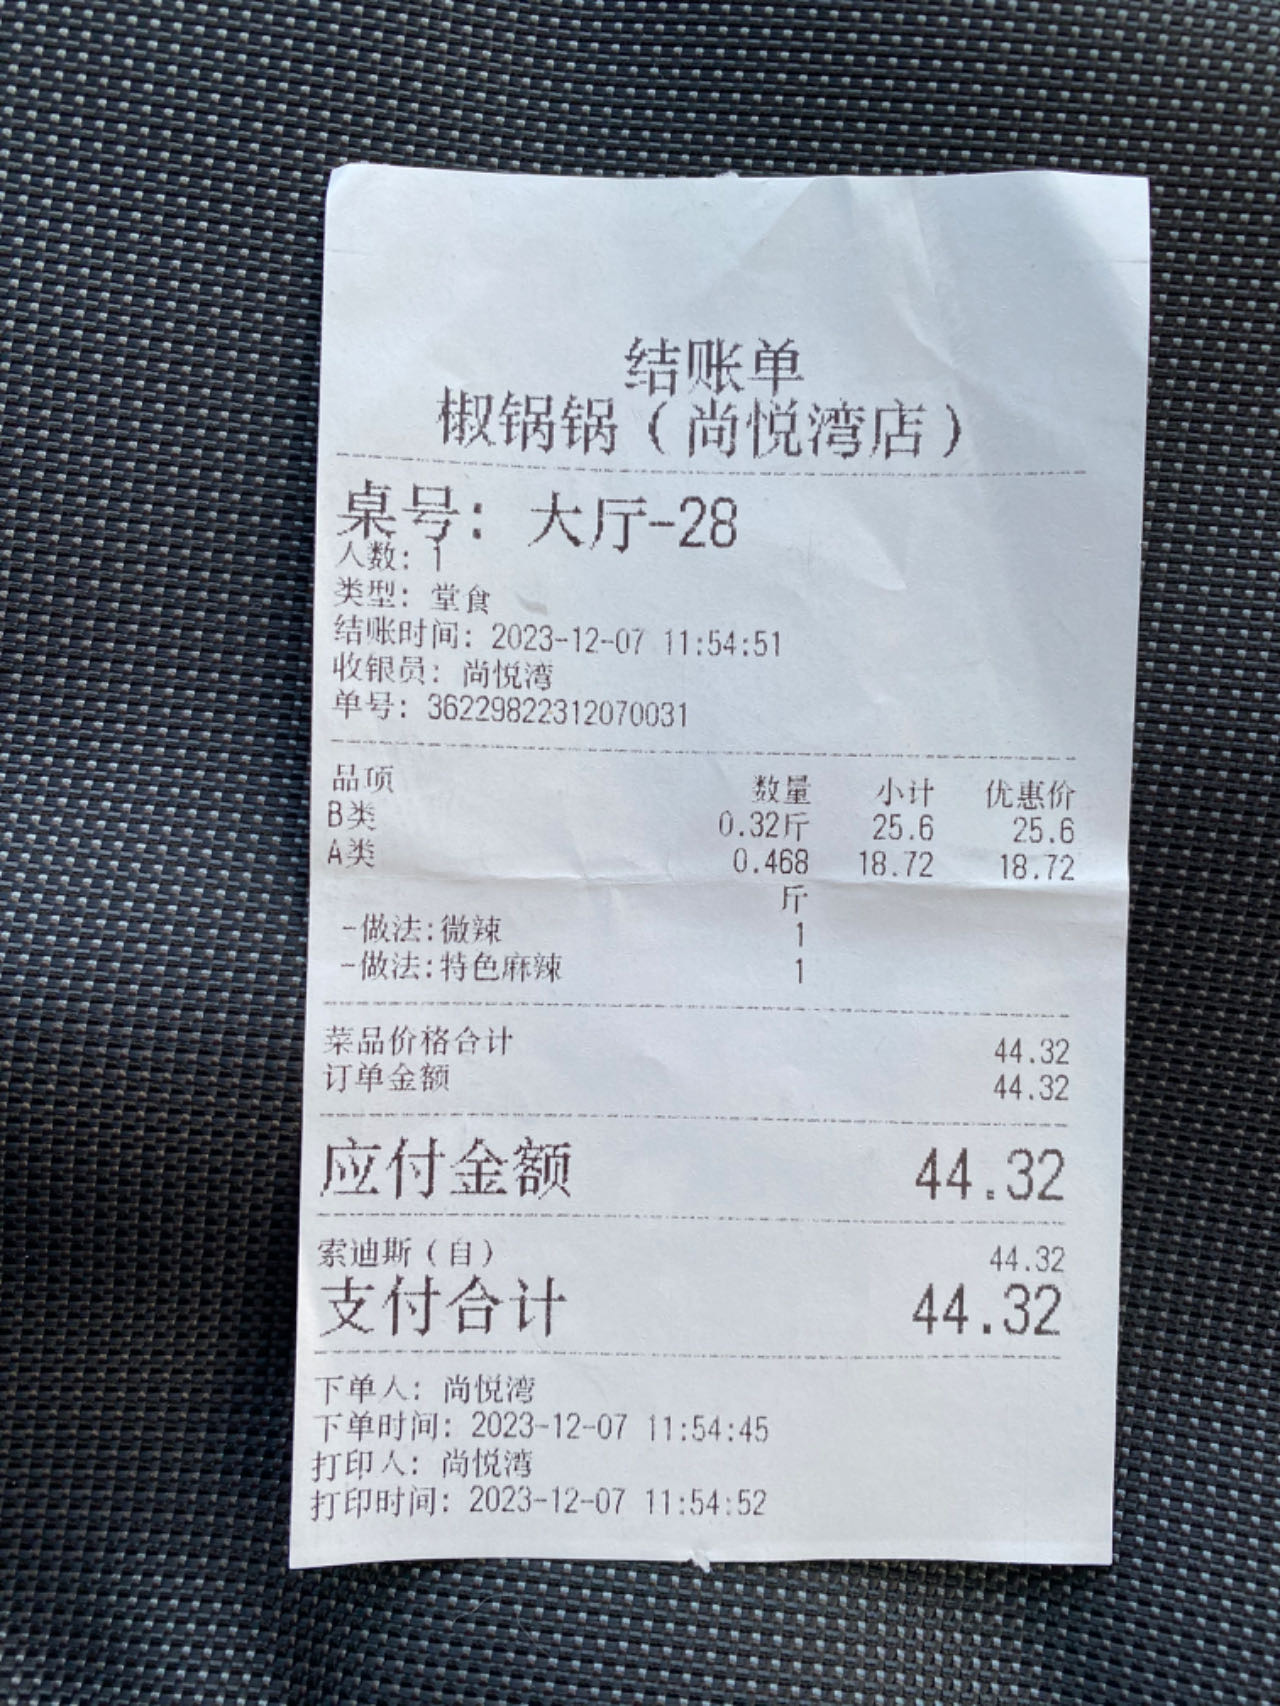 结账单
椒锅锅（尚悦湾店）
桌号：大厅-28
人数：1
类型：堂食
结账时间：2023-12-07 11:54:51
收银员：尚悦湾
单号：36229822312070031
品项 数量 小计 优惠价
B类 0.32斤 25.6 25.6
A类 0.468 18.72 18.72
斤
-做法:微辣 1
-做法:特色麻辣 1
菜品价格合计 44.32
订单金额 44.32
应付金额 44.32
索迪斯（自） 44.32
支付合计 44.32
下单人：尚悦湾
下单时间：2023-12-07 11:54:45
打印人：尚悦湾
打印时间：2023-12-07 11:54:52